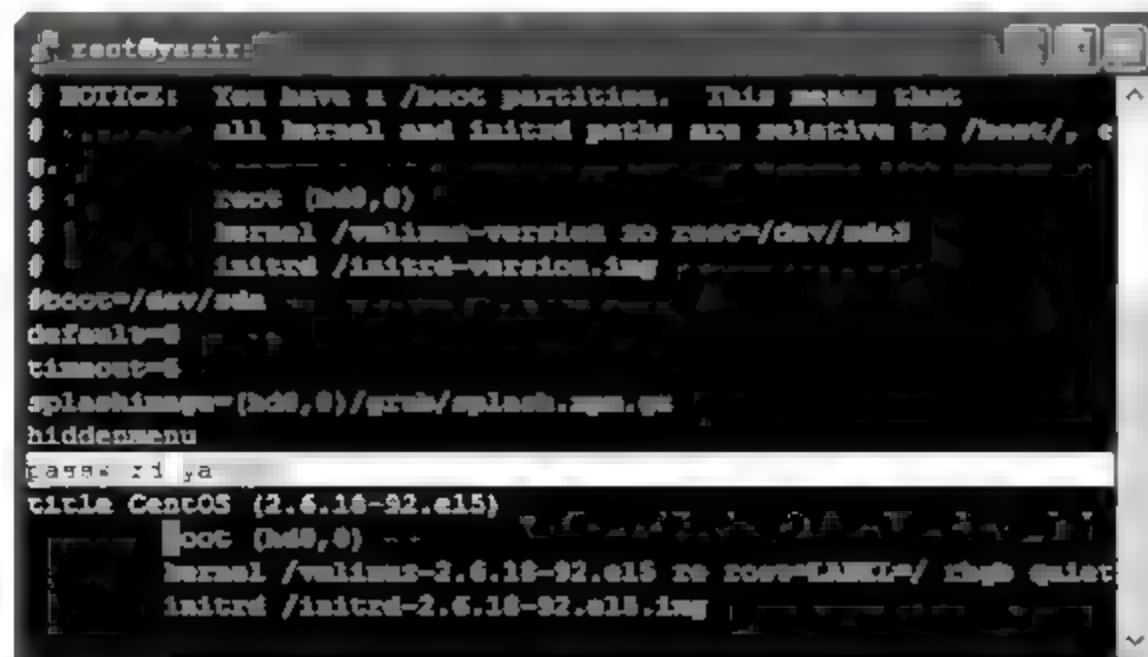 root@yasir:
# NOTICE:  You have a /boot partition.  This means that
#          all kernel and initrd paths are relative to /boot/, e
g.
#          root (hd0,0)
#          kernel /vmlinuz-version ro root=/dev/sda3
#          initrd /initrd-version.img
#boot=/dev/sda
default=0
timeout=5
splashimage=(hd0,0)/grub/splash.xpm.gz
hiddenmenu
title CentOS (2.6.18-92.el5)
root (hd0,0)
kernel /vmlinuz-2.6.18-92.el5 ro root=LABEL=/ rhgb quiet
initrd /initrd-2.6.18-92.el5.img